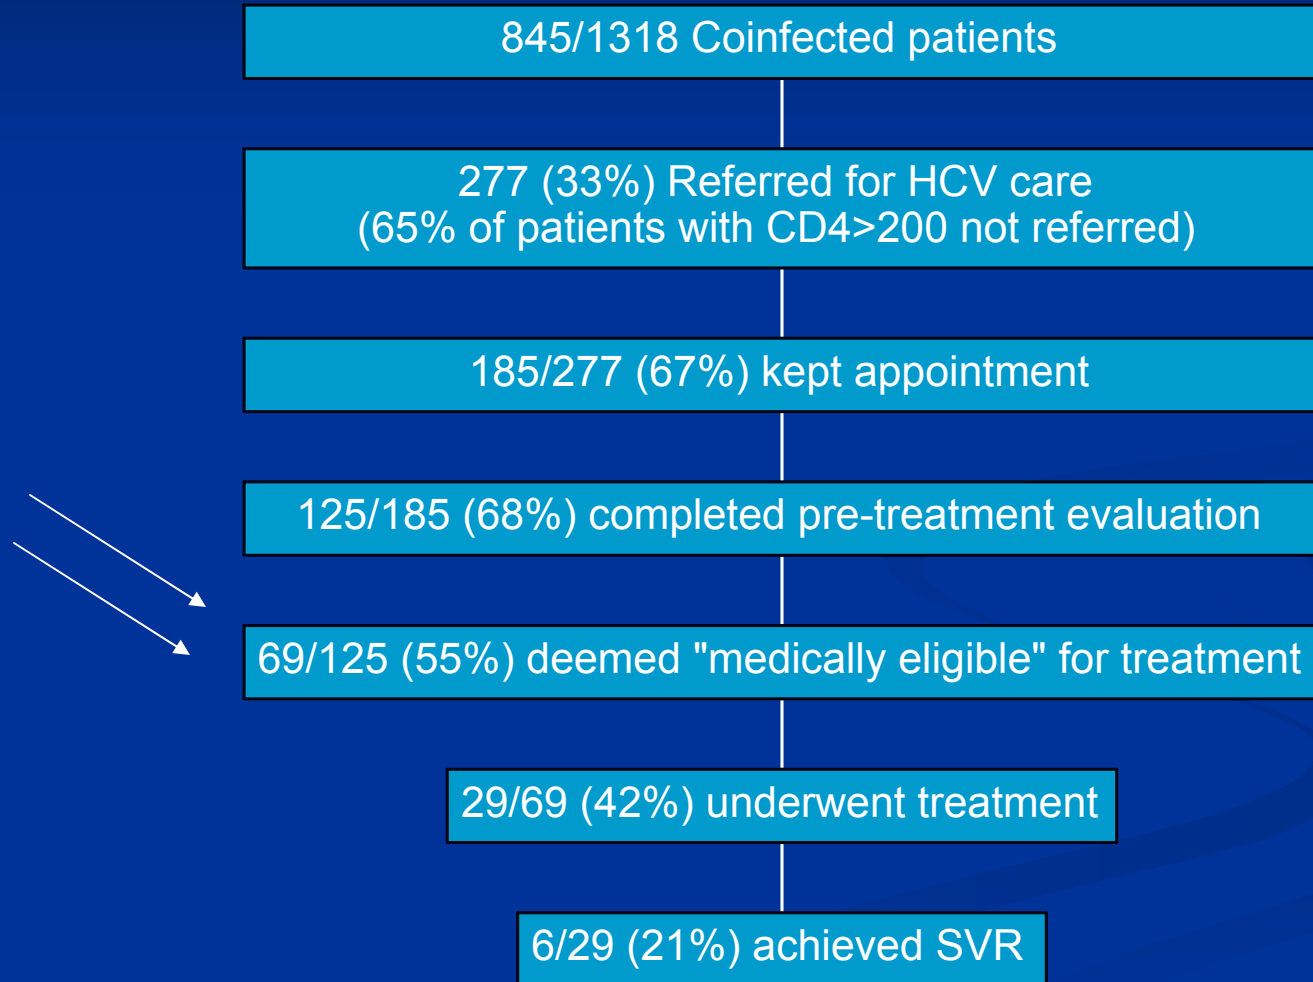 845/1318 Coinfected patients
277 (33%) Referred for HCV care
(65% of patients with CD4>200 not referred)
185/277 (67%) kept appointment
125/185 (68%) completed pre-treatment evaluation
69/125 (55%) deemed "medically eligible" for treatment
29/69 (42%) underwent treatment
6/29 (21%) achieved SVR